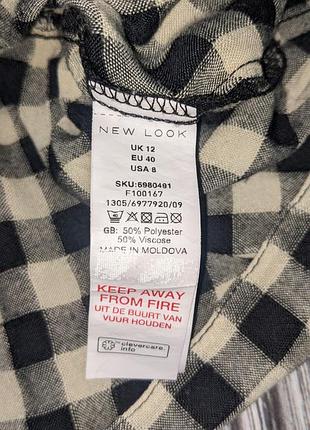 NEW LOOK
UK 12
EU 40
USA 8
SKU:6980491
F100167
1305/6977920/09
GB: 50% Polyester
50% Viscose
MADE IN MOLDOVA
KEEP AWAY
FROM FIRE
UIT DE BUURT VAN
VUUR HOUDEN
clevercare.
info